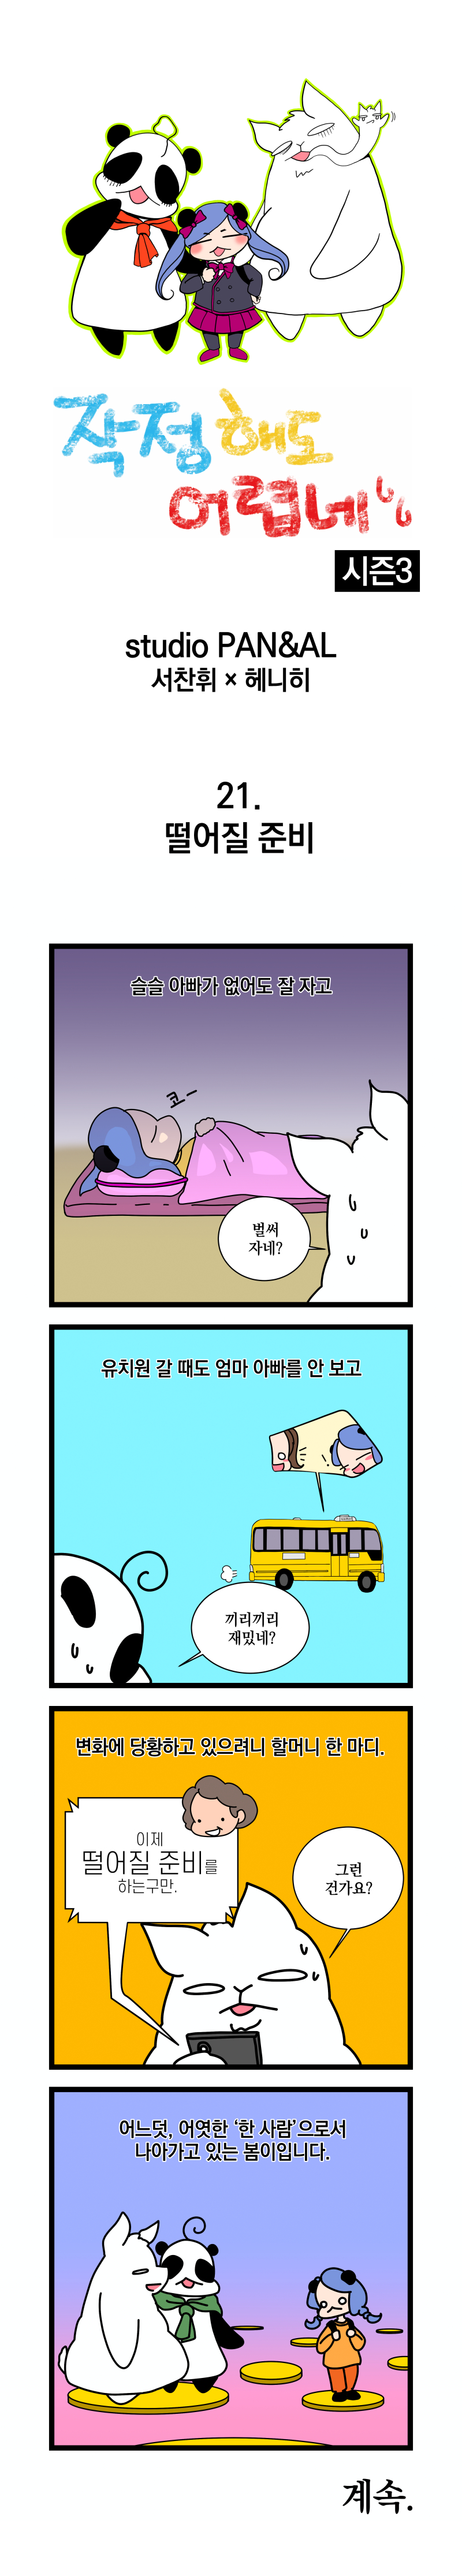 작정해도
어렵네
시즌3
studio PAN&AL
서찬휘 × 헤니히
21.
떨어질 준비
슬슬 아빠가 없어도 잘 자고
코-
벌써
자네?
유치원 갈 때도 엄마 아빠를 안 보고
끼리끼리
재밌네?
변화에 당황하고 있으려니 할머니 한 마디.
이제
떨어질 준비를
하는구만.
그런
건가요?
어느덧, 어엿한 ‘한 사람’으로서
나아가고 있는 봄이입니다.
계속.